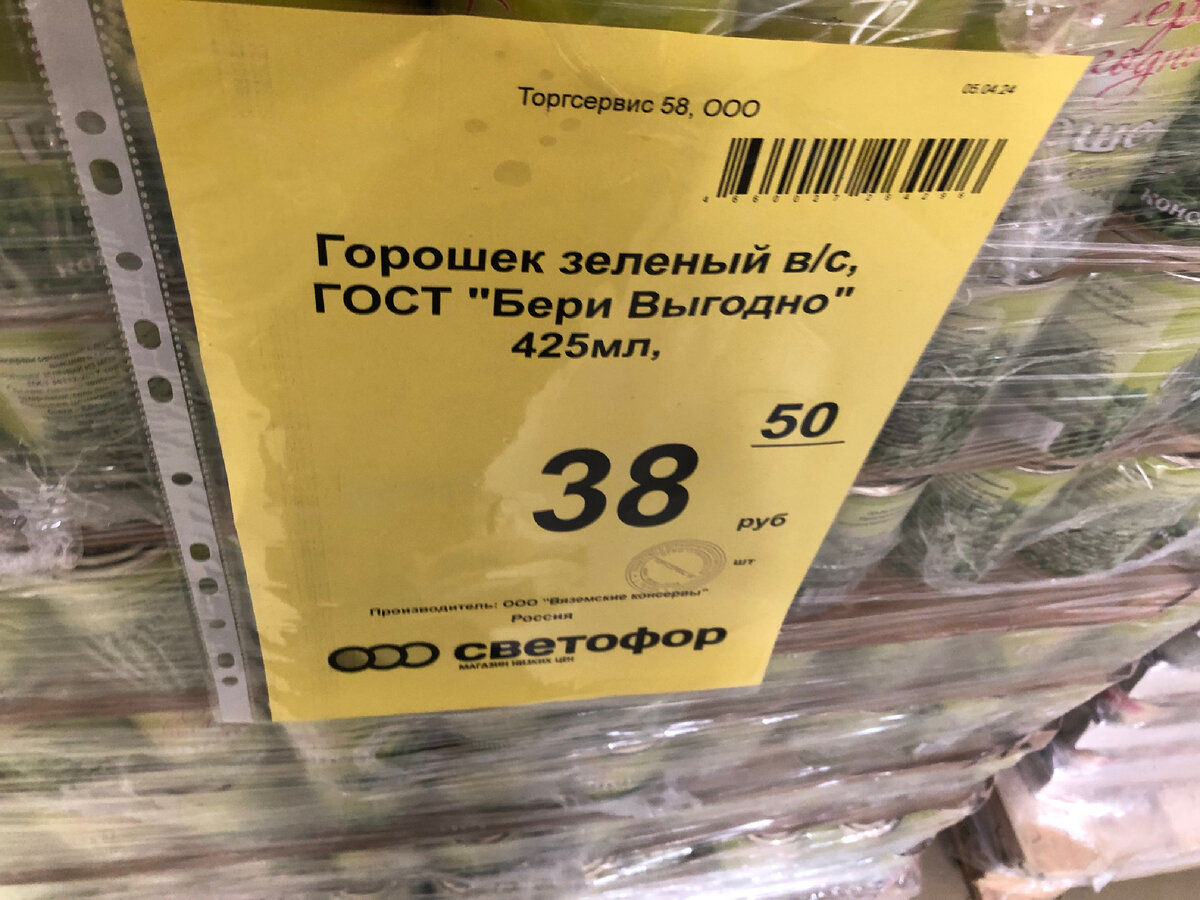 Торгсервис 58, ООО
05.04.24
Горошек зеленый в/с,
ГОСТ "Бери Выгодно"
425мл,
38
50
руб
шт
Производитель: ООО "Вяземские консервы"
Россия
светофор
МАГАЗИН НИЗКИХ ЦЕН